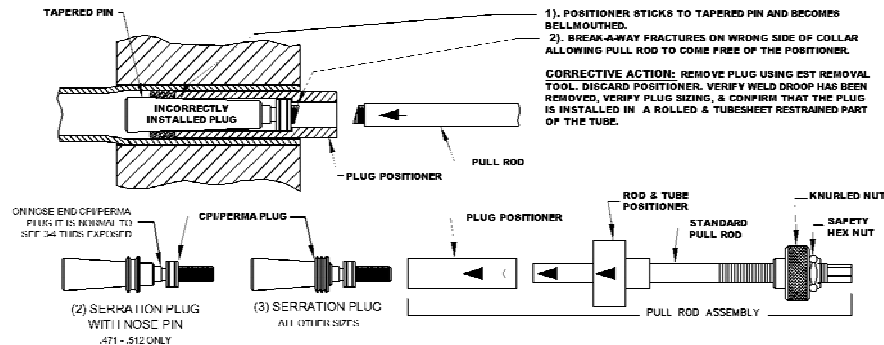 TAPERED PIN
1). POSITIONER STICKS TO TAPERED PIN AND BECOMES
BELLMOUTHED.
2). BREAK-A-WAY FRACTURES ON WRONG SIDE OF COLLAR
ALLOWING PULL ROD TO COME FREE OF THE POSITIONER.
CORRECTIVE ACTION: REMOVE PLUG USING EST REMOVAL
TOOL. DISCARD POSITIONER. VERIFY WELD DROOP HAS BEEN
REMOVED, VERIFY PLUG SIZING, & CONFIRM THAT THE PLUG
IS INSTALLED IN A ROLLED & TUBESHEET RESTRAINED PART
OF THE TUBE.
INCORRECTLY
INSTALLED PLUG
PULL ROD
PLUG POSITIONER
ON NOSE END CPI/PERMA
PLUG IT IS NORMAL TO
SEE 3-4 THDS EXPOSED
CPI/PERMA PLUG
PLUG POSITIONER
ROD & TUBE
POSITIONER
STANDARD
PULL ROD
KNURLED NUT
SAFETY
HEX NUT
(2) SERRATION PLUG
WITH NOSE PIN
.471 - .512 ONLY
(3) SERRATION PLUG
ALL OTHER SIZES
PULL ROD ASSEMBLY